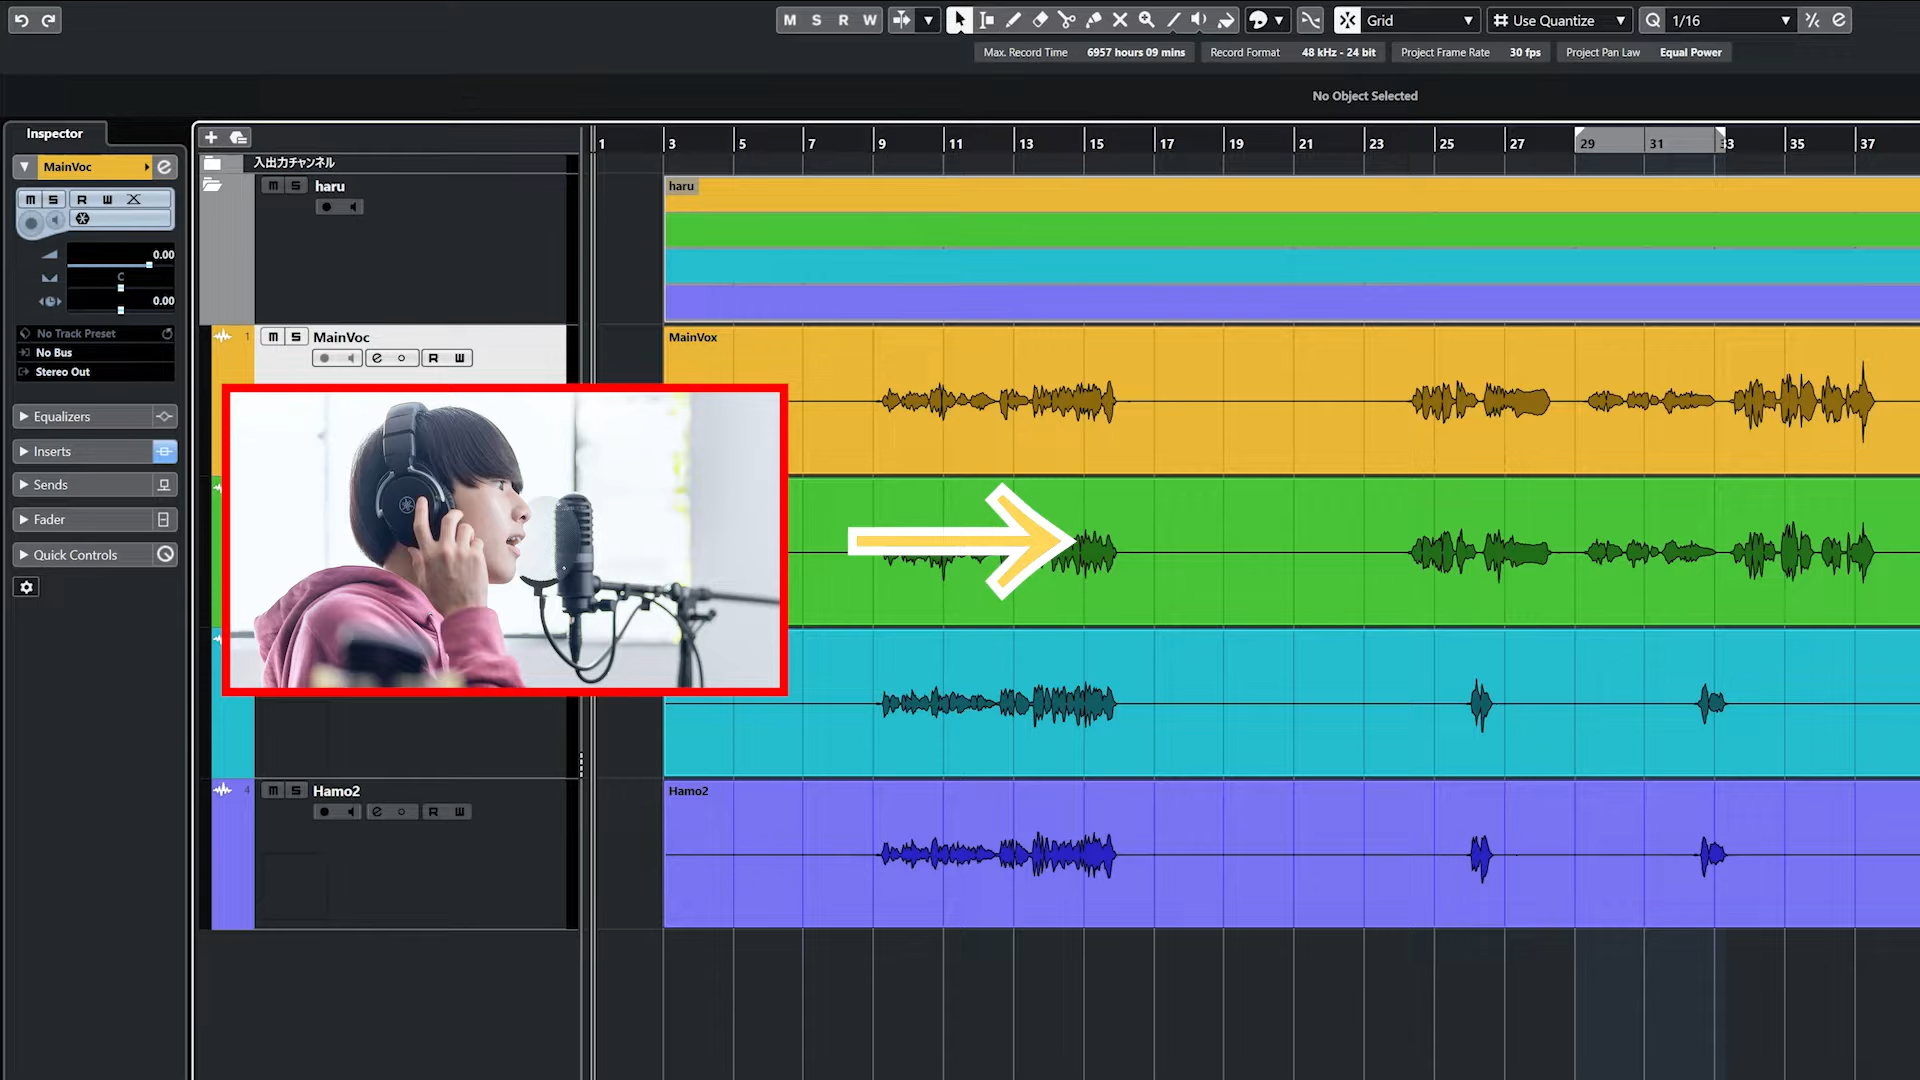 M S R W Grid Use Quantize Q 1/16
Max. Record Time 6957 hours 09 mins Record Format 48 kHz - 24 bit Project Frame Rate 30 fps Project Pan Law Equal Power
No Object Selected
Inspector
1 3 5 7 9 11 13 15 17 19 21 23 25 27 29 31 33 35 37
MainVoc
入出力チャンネル
m S haru
haru
M S R W
0.00
C
0.00
No Track Preset
No Bus
Stereo Out
1 m S MainVoc
R W
MainVox
Equalizers
Inserts
Sends
Fader
Quick Controls
4 m S Hamo2
R W
Hamo2